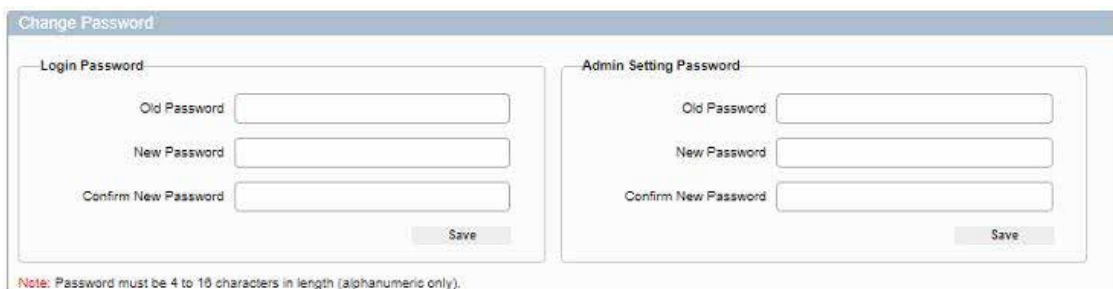 Change Password
Login Password
Old Password
New Password
Confirm New Password
Save
Admin Setting Password
Old Password
New Password
Confirm New Password
Save
Note: Password must be 4 to 16 characters in length (alphanumeric only).